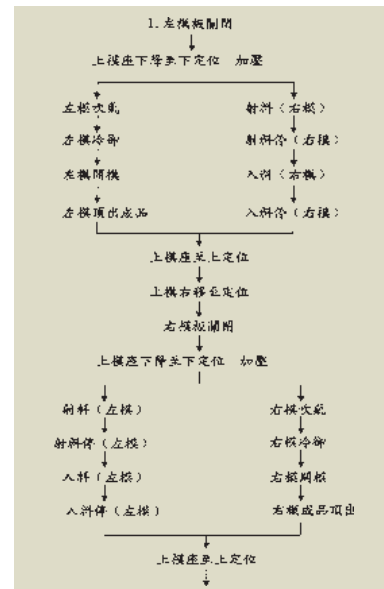 1. 左模板關閉
上模座下降至下定位 加壓
左模吹氣 射料（右模）
左模冷卻 射料停（右模）
左模開模 入料（右模）
左模頂出成品 入料停（右模）
上模座至上定位
上模右移至定位
右模板關閉
上模座下降至下定位 加壓
射料（左模） 右模吹氣
射料停（左模） 右模冷卻
入料（左模） 右模開模
入料停（左模） 右模成品頂出
上模座至上定位